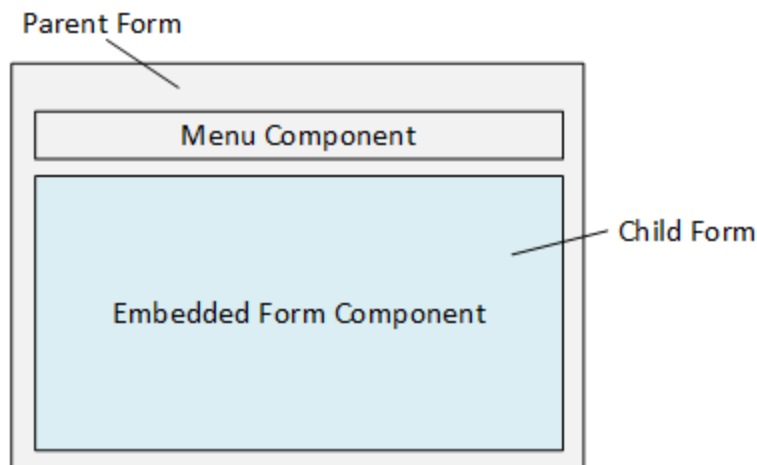 Parent Form
Menu Component
Child Form
Embedded Form Component